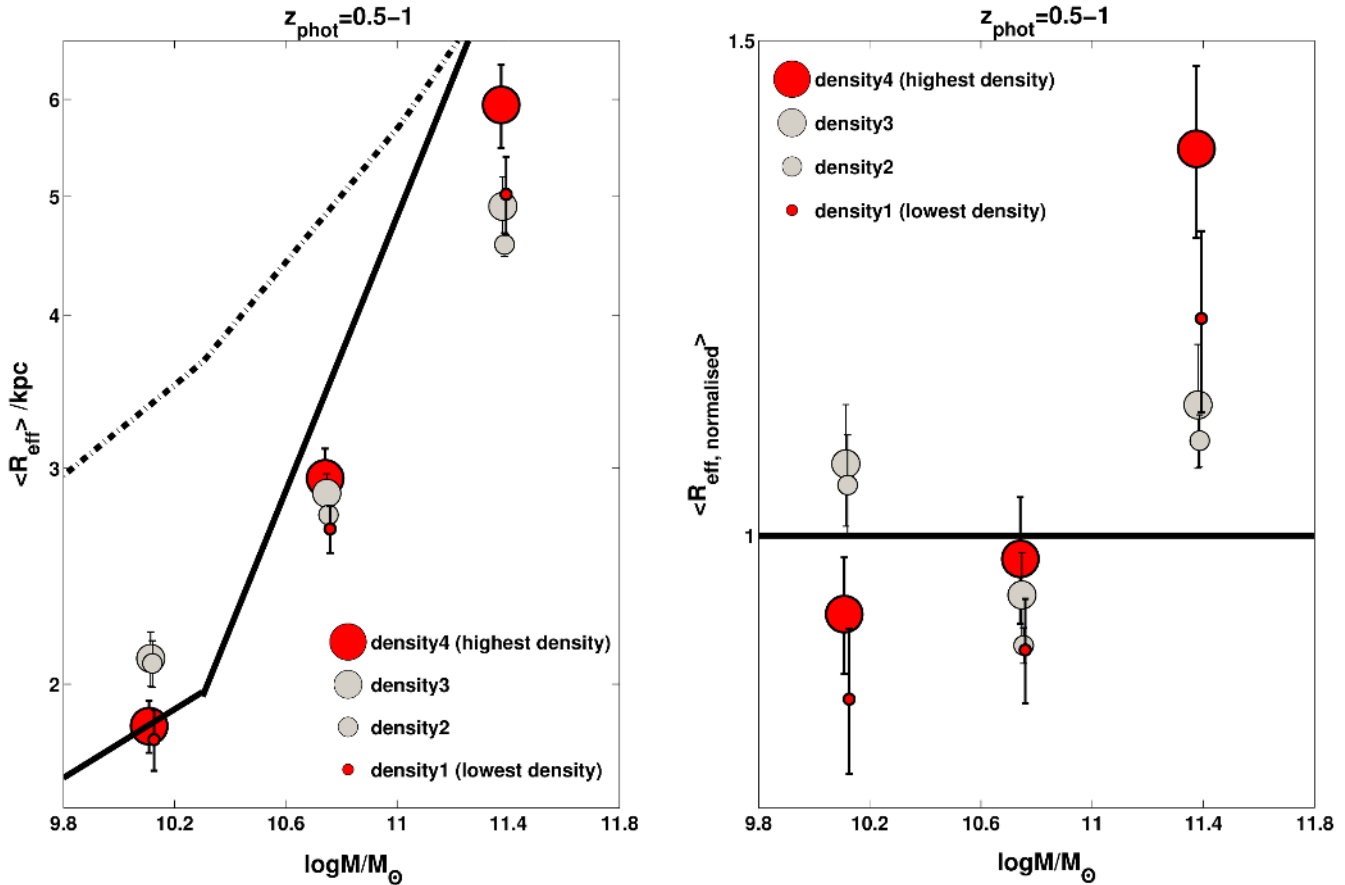 z_phot=0.5−1
6
5
4
3
2
<R_eff> /kpc
density4 (highest density)
density3
density2
density1 (lowest density)
9.8 10.2 10.6 11 11.4 11.8
logM/M_⊙
z_phot=0.5−1
1.5
1
<R_eff, normalised>
density4 (highest density)
density3
density2
density1 (lowest density)
9.8 10.2 10.6 11 11.4 11.8
logM/M_⊙